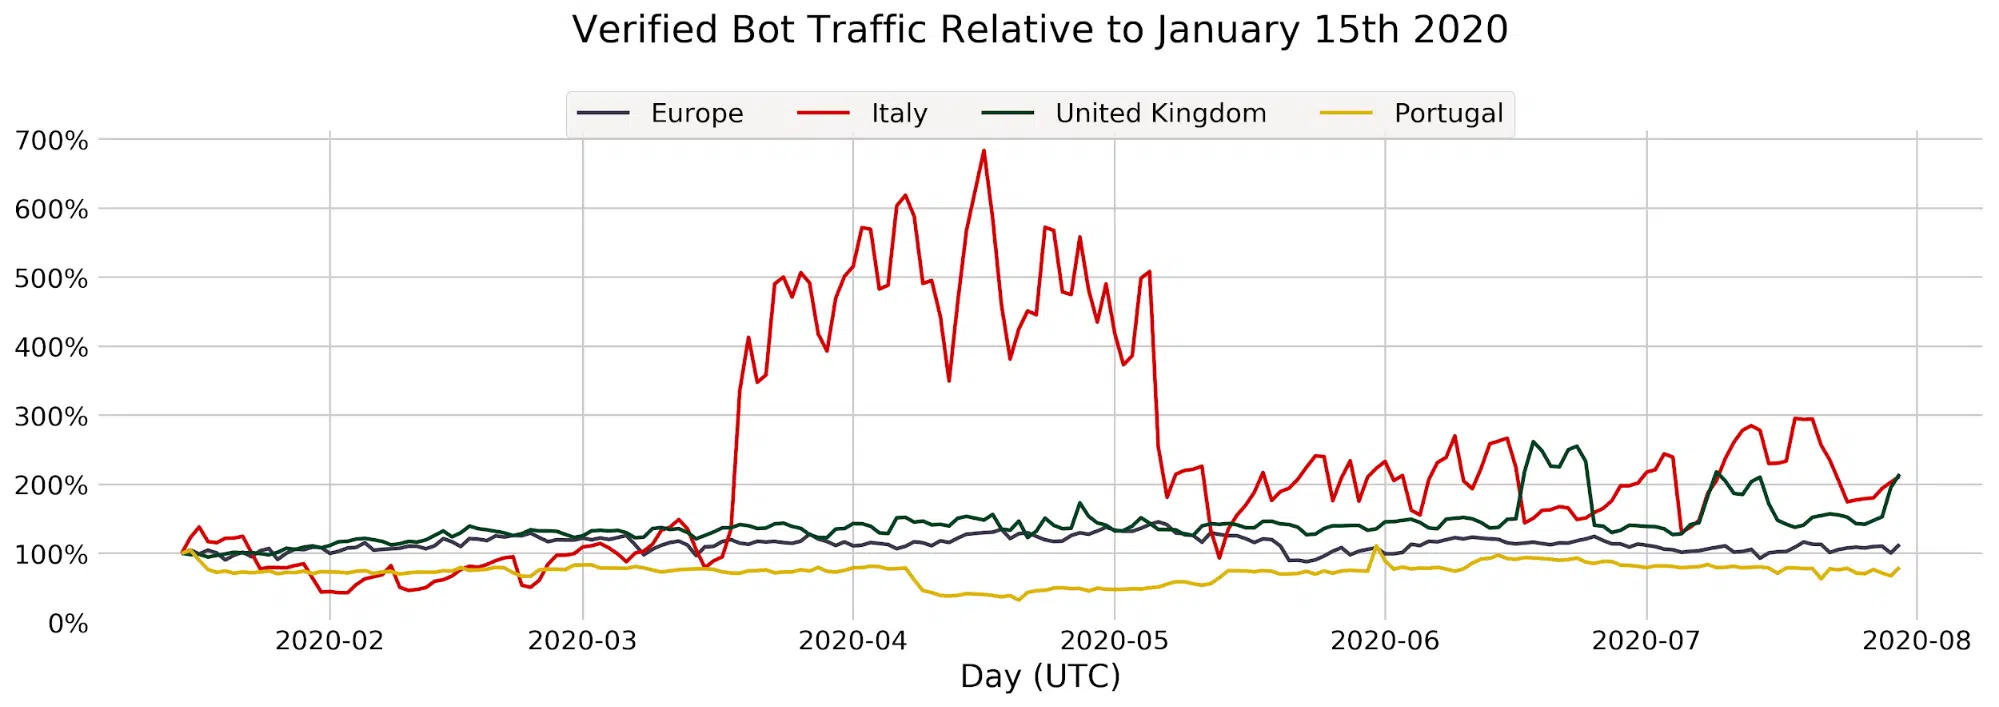 Verified Bot Traffic Relative to January 15th 2020
Europe Italy United Kingdom Portugal
700%
600%
500%
400%
300%
200%
100%
0%
2020-02 2020-03 2020-04 2020-05 2020-06 2020-07 2020-08
Day (UTC)